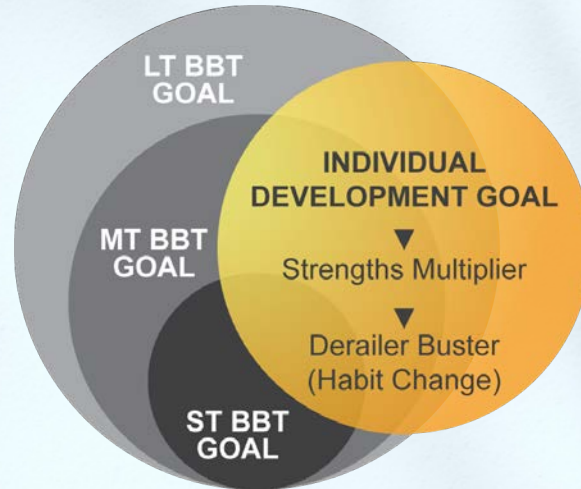 LT BBT
GOAL
MT BBT
GOAL
ST BBT
GOAL
INDIVIDUAL
DEVELOPMENT GOAL
▼
Strengths Multiplier
▼
Derailer Buster
(Habit Change)